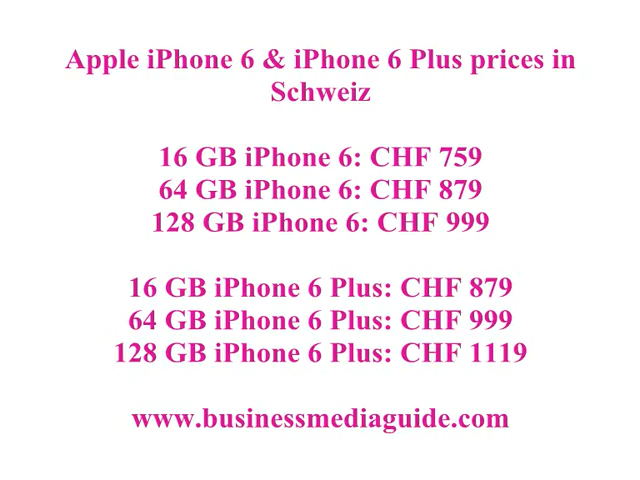 Apple iPhone 6 & iPhone 6 Plus prices in
Schweiz
16 GB iPhone 6: CHF 759
64 GB iPhone 6: CHF 879
128 GB iPhone 6: CHF 999
16 GB iPhone 6 Plus: CHF 879
64 GB iPhone 6 Plus: CHF 999
128 GB iPhone 6 Plus: CHF 1119
www.businessmediaguide.com